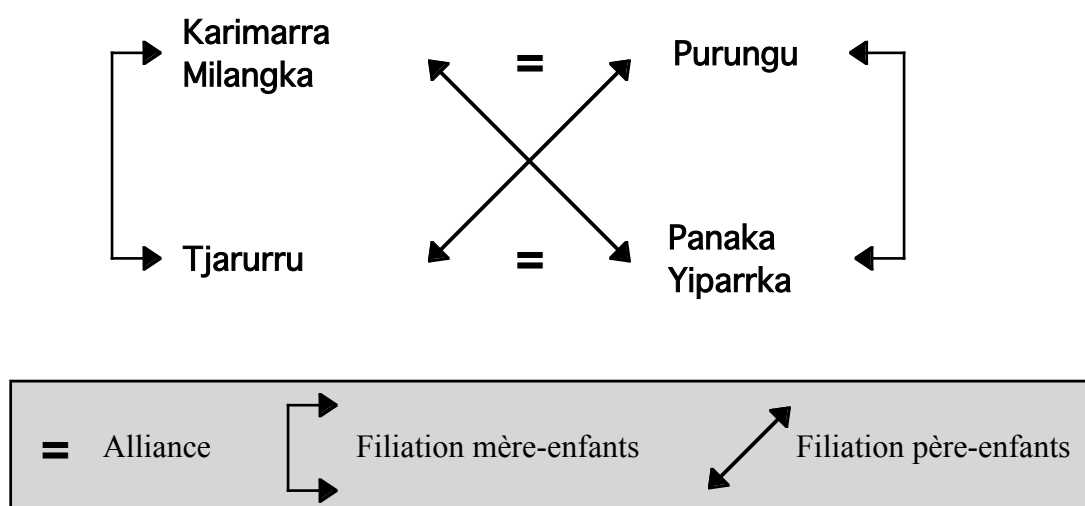 Karimarra
Milangka
=
Purungu
Tjarurru
=
Panaka
Yiparrka
= Alliance
Filiation mère-enfants
Filiation père-enfants